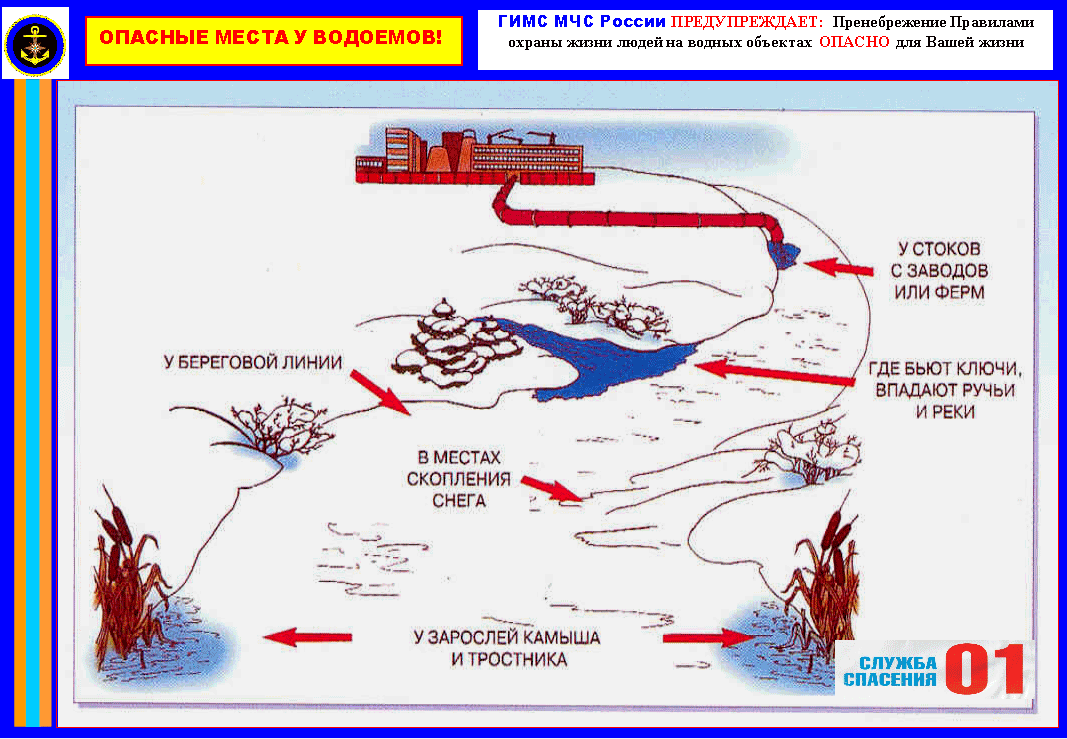 ОПАСНЫЕ МЕСТА У ВОДОЕМОВ!
ГИМС МЧС России ПРЕДУПРЕЖДАЕТ: Пренебрежение Правилами
охраны жизни людей на водных объектах ОПАСНО для Вашей жизни
У СТОКОВ
С ЗАВОДОВ
ИЛИ ФЕРМ
У БЕРЕГОВОЙ ЛИНИИ
ГДЕ БЬЮТ КЛЮЧИ,
ВПАДАЮТ РУЧЬИ
И РЕКИ
В МЕСТАХ
СКОПЛЕНИЯ
СНЕГА
У ЗАРОСЛЕЙ КАМЫША
И ТРОСТНИКА
СЛУЖБА
СПАСЕНИЯ 01